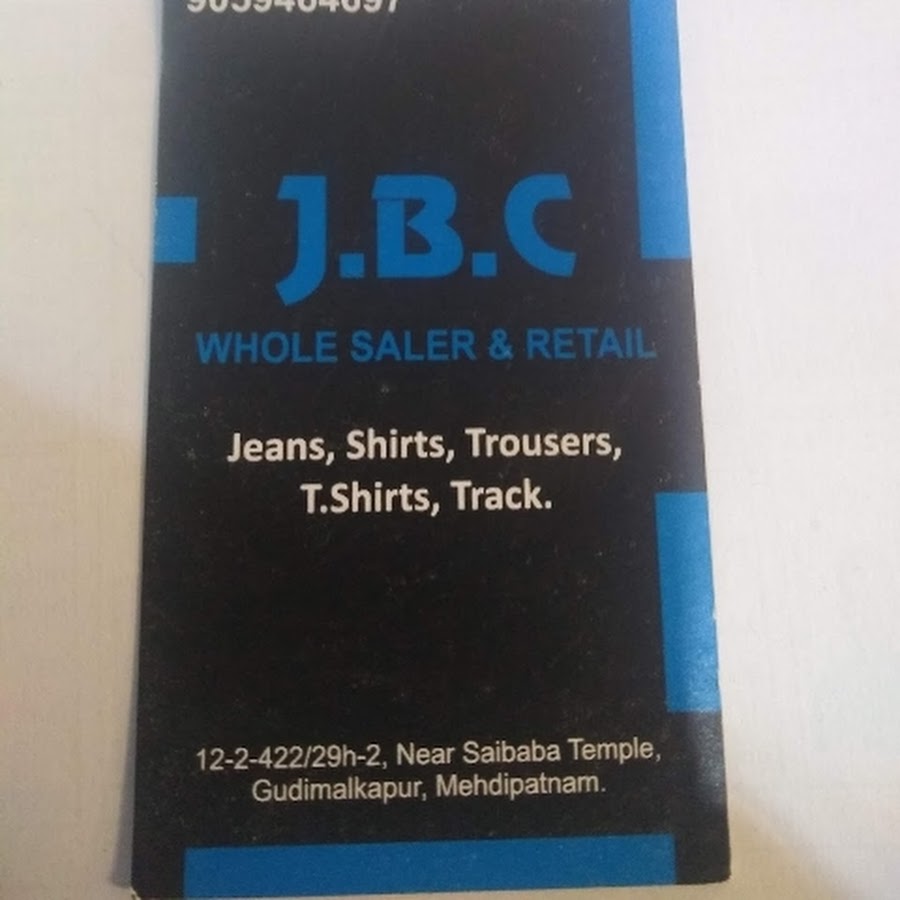 J.B.C
WHOLE SALER & RETAIL
Jeans, Shirts, Trousers,
T.Shirts, Track.
12-2-422/29h-2, Near Saibaba Temple,
Gudimalkapur, Mehdipatnam.